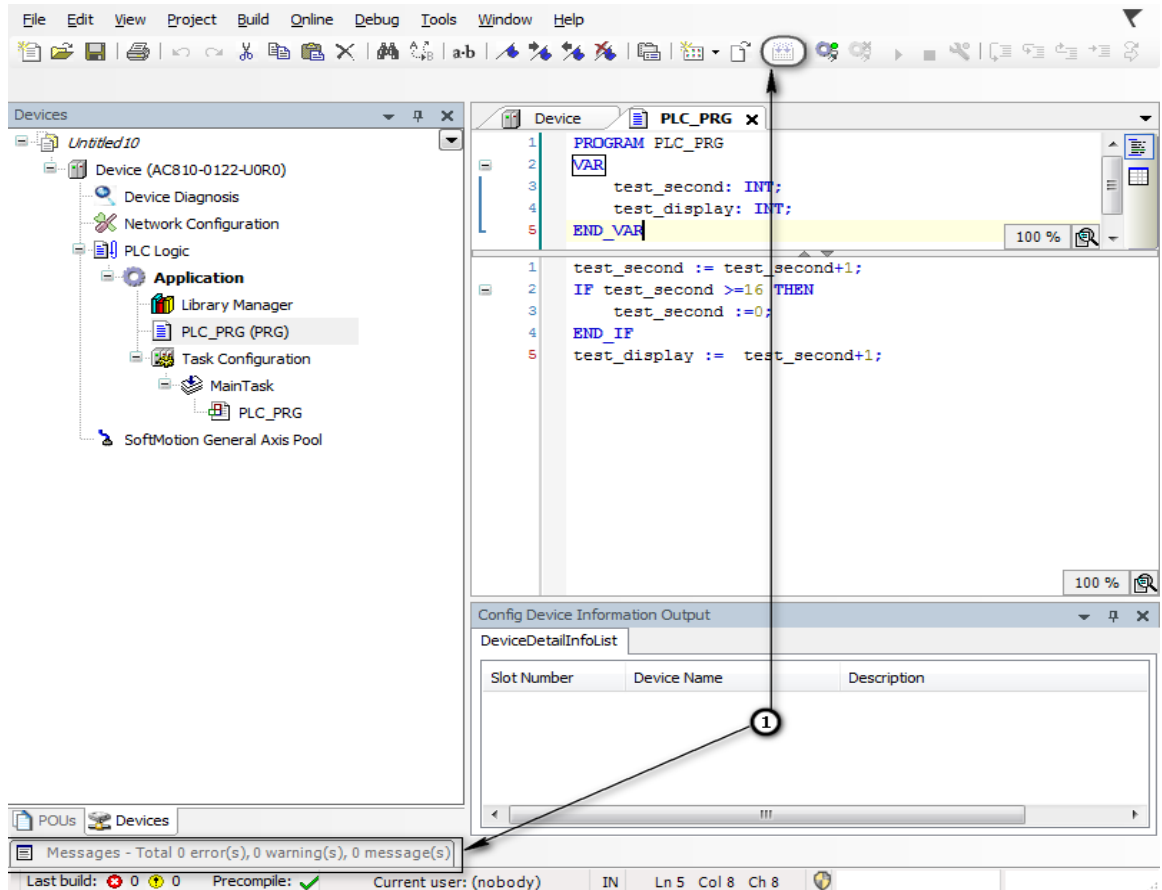 File Edit View Project Build Online Debug Tools Window Help
Devices
Untitled10
Device (AC810-0122-U0R0)
Device Diagnosis
Network Configuration
PLC Logic
Application
Library Manager
PLC_PRG (PRG)
Task Configuration
MainTask
PLC_PRG
SoftMotion General Axis Pool
POUs Devices
Device PLC_PRG
1 PROGRAM PLC_PRG
2 VAR
3 test_second: INT;
4 test_display: INT;
5 END_VAR
100 %
1 test_second := test_second+1;
2 IF test_second >=16 THEN
3 test_second :=0;
4 END_IF
5 test_display := test_second+1;
100 %
Config Device Information Output
DeviceDetailInfoList
Slot Number Device Name Description
1
Messages - Total 0 error(s), 0 warning(s), 0 message(s)
Last build: 0 0 Precompile: Current user: (nobody) IN Ln 5 Col 8 Ch 8